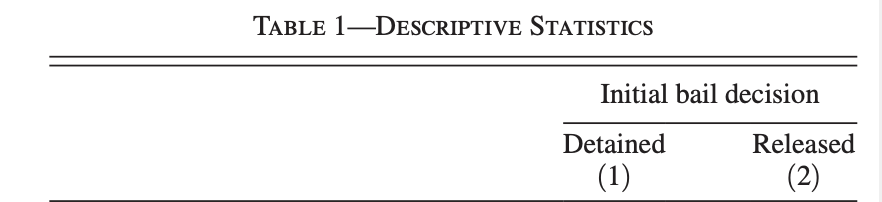 TABLE 1—DESCRIPTIVE STATISTICS
Initial bail decision
Detained Released
(1) (2)